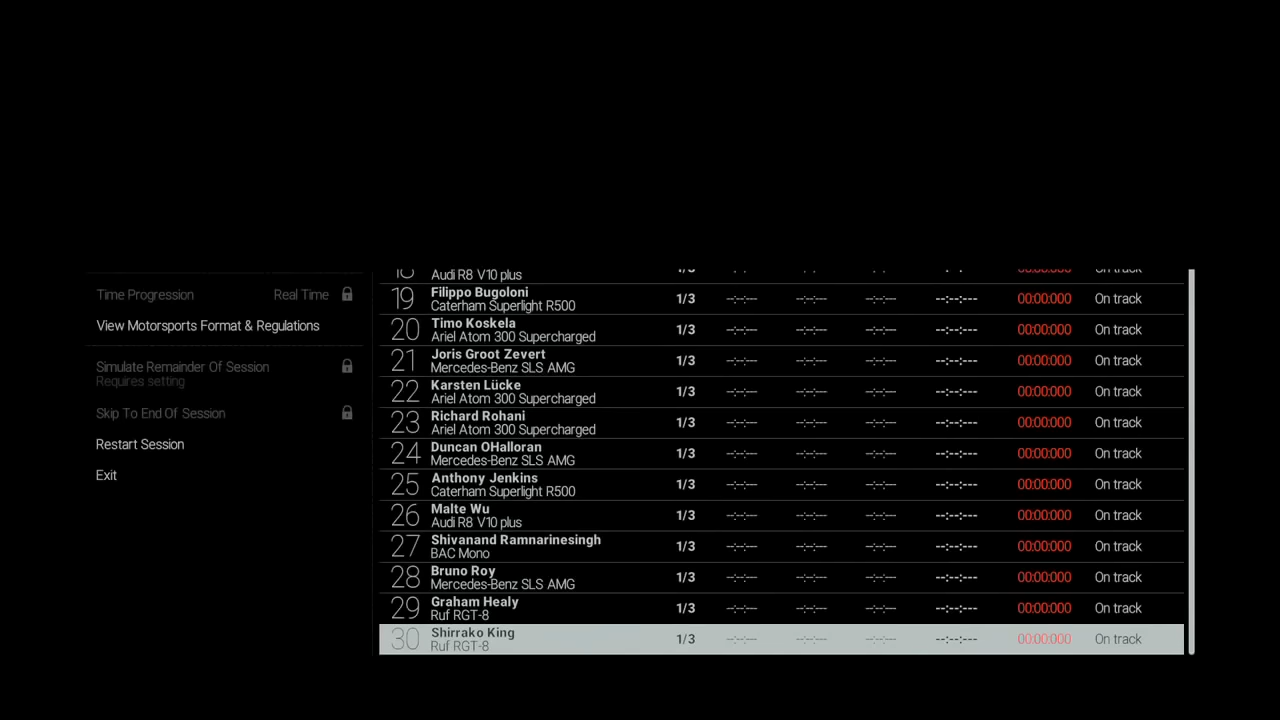 Time Progression Real Time
View Motorsports Format & Regulations
Simulate Remainder Of Session
Requires setting
Skip To End Of Session
Restart Session
Exit
Audi R8 V10 plus 1/3 --:--:--- --:--:--- --:--:--- --:--:--- 00:00:000 On track
19 Filippo Bugoloni
Caterham Superlight R500 1/3 --:--:--- --:--:--- --:--:--- --:--:--- 00:00:000 On track
20 Timo Koskela
Ariel Atom 300 Supercharged 1/3 --:--:--- --:--:--- --:--:--- --:--:--- 00:00:000 On track
21 Joris Groot Zevert
Mercedes-Benz SLS AMG 1/3 --:--:--- --:--:--- --:--:--- --:--:--- 00:00:000 On track
22 Karsten Lücke
Ariel Atom 300 Supercharged 1/3 --:--:--- --:--:--- --:--:--- --:--:--- 00:00:000 On track
23 Richard Rohani
Ariel Atom 300 Supercharged 1/3 --:--:--- --:--:--- --:--:--- --:--:--- 00:00:000 On track
24 Duncan OHalloran
Mercedes-Benz SLS AMG 1/3 --:--:--- --:--:--- --:--:--- --:--:--- 00:00:000 On track
25 Anthony Jenkins
Caterham Superlight R500 1/3 --:--:--- --:--:--- --:--:--- --:--:--- 00:00:000 On track
26 Malte Wu
Audi R8 V10 plus 1/3 --:--:--- --:--:--- --:--:--- --:--:--- 00:00:000 On track
27 Shivanand Ramnarinesingh
BAC Mono 1/3 --:--:--- --:--:--- --:--:--- --:--:--- 00:00:000 On track
28 Bruno Roy
Mercedes-Benz SLS AMG 1/3 --:--:--- --:--:--- --:--:--- --:--:--- 00:00:000 On track
29 Graham Healy
Ruf RGT-8 1/3 --:--:--- --:--:--- --:--:--- --:--:--- 00:00:000 On track
30 Shirrako King
Ruf RGT-8 1/3 --:--:--- --:--:--- --:--:--- --:--:--- 00:00:000 On track